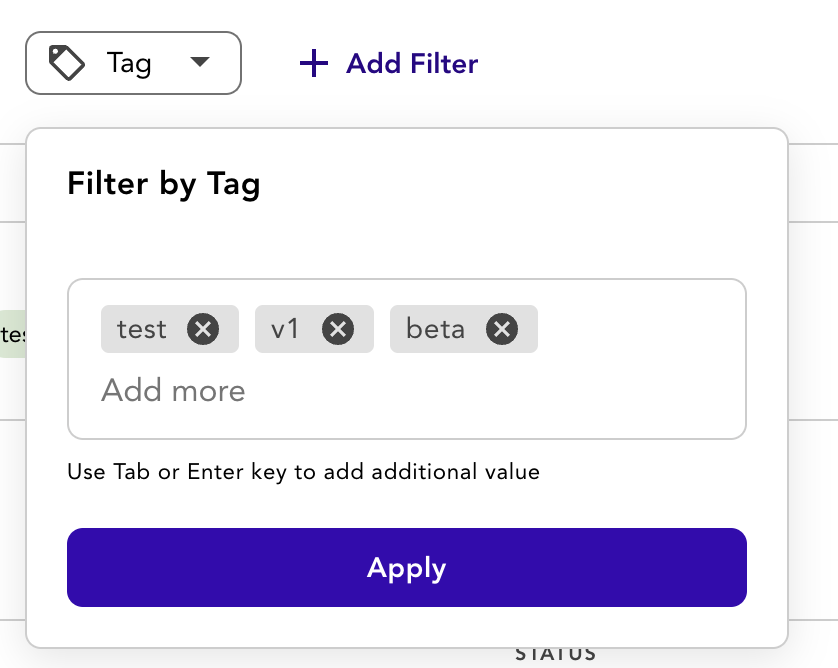 Tag
+ Add Filter
Filter by Tag
test
v1
beta
Add more
Use Tab or Enter key to add additional value
Apply
STATUS